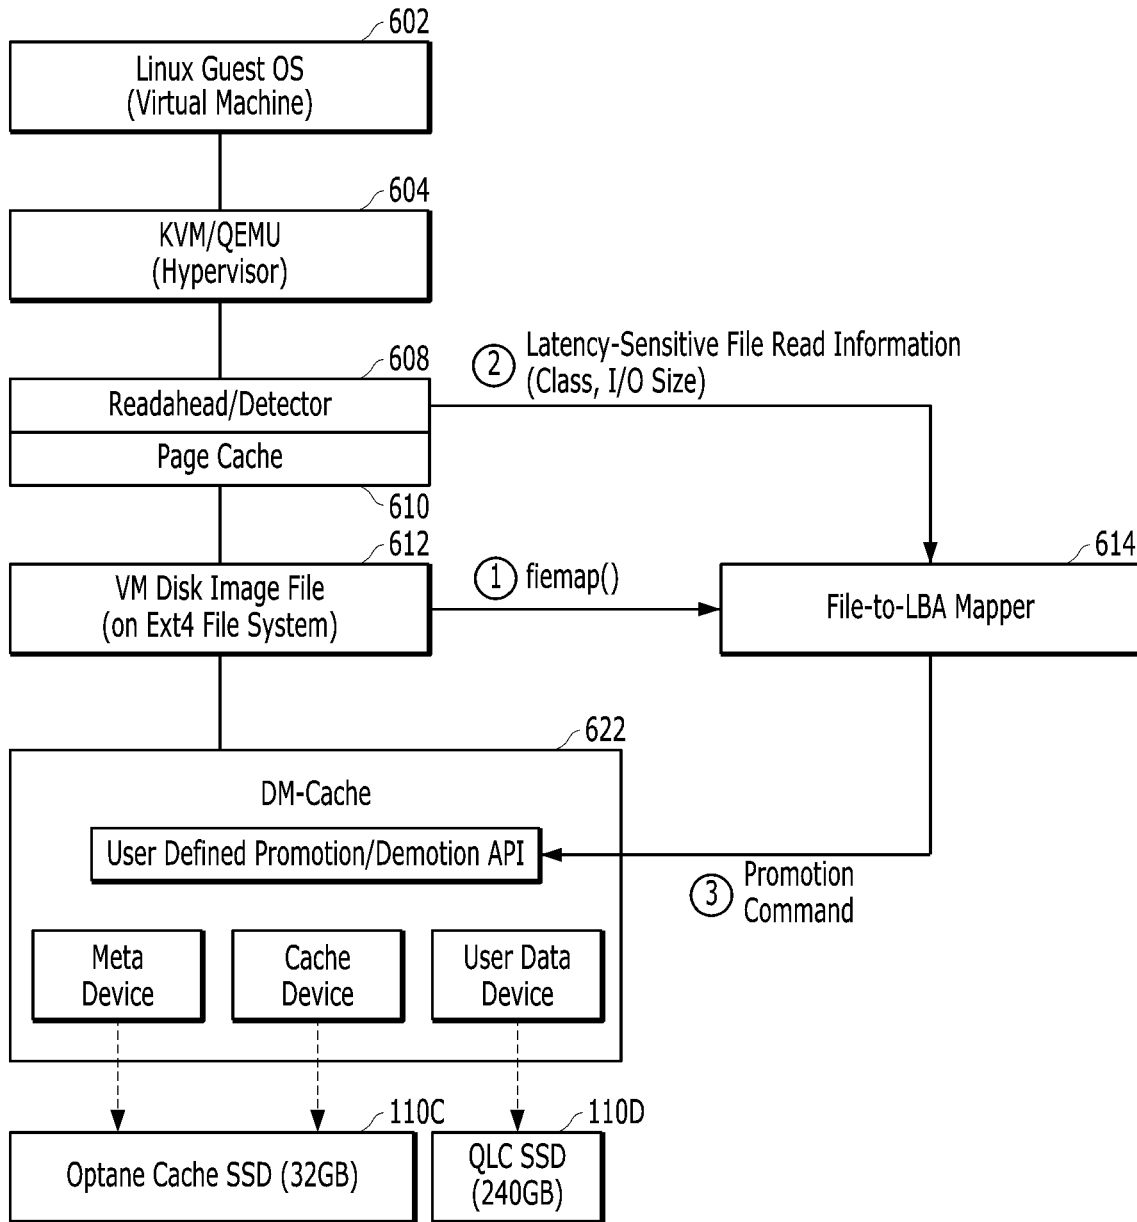 602
Linux Guest OS
(Virtual Machine)
604
KVM/QEMU
(Hypervisor)
608
Readahead/Detector
Page Cache
610
2
Latency-Sensitive File Read Information
(Class, I/O Size)
612
VM Disk Image File
(on Ext4 File System)
1
fiemap()
614
File-to-LBA Mapper
622
DM-Cache
User Defined Promotion/Demotion API
3
Promotion
Command
Meta
Device
Cache
Device
User Data
Device
110C
Optane Cache SSD (32GB)
110D
QLC SSD
(240GB)